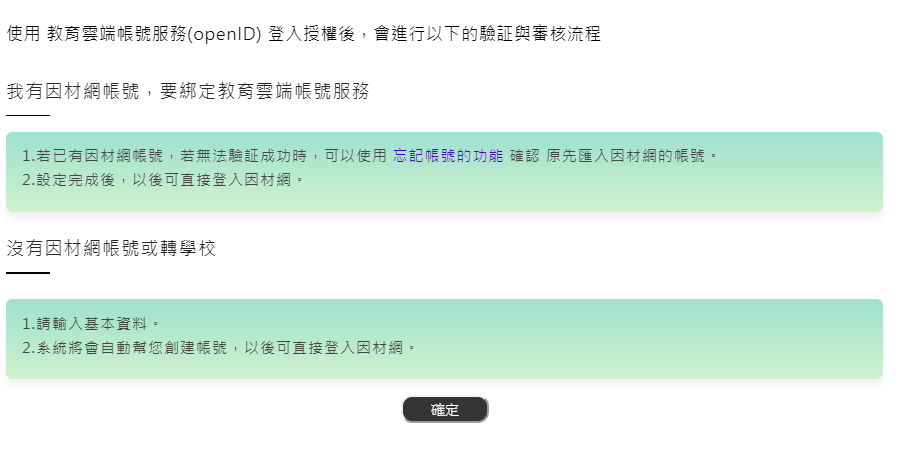 使用 教育雲端帳號服務(openID) 登入授權後，會進行以下的驗証與審核流程
我有因材網帳號，要綁定教育雲端帳號服務
1.若已有因材網帳號，若無法驗証成功時，可以使用 忘記帳號的功能 確認 原先匯入因材網的帳號。
2.設定完成後，以後可直接登入因材網。
沒有因材網帳號或轉學校
1.請輸入基本資料。
2.系統將會自動幫您創建帳號，以後可直接登入因材網。
確定